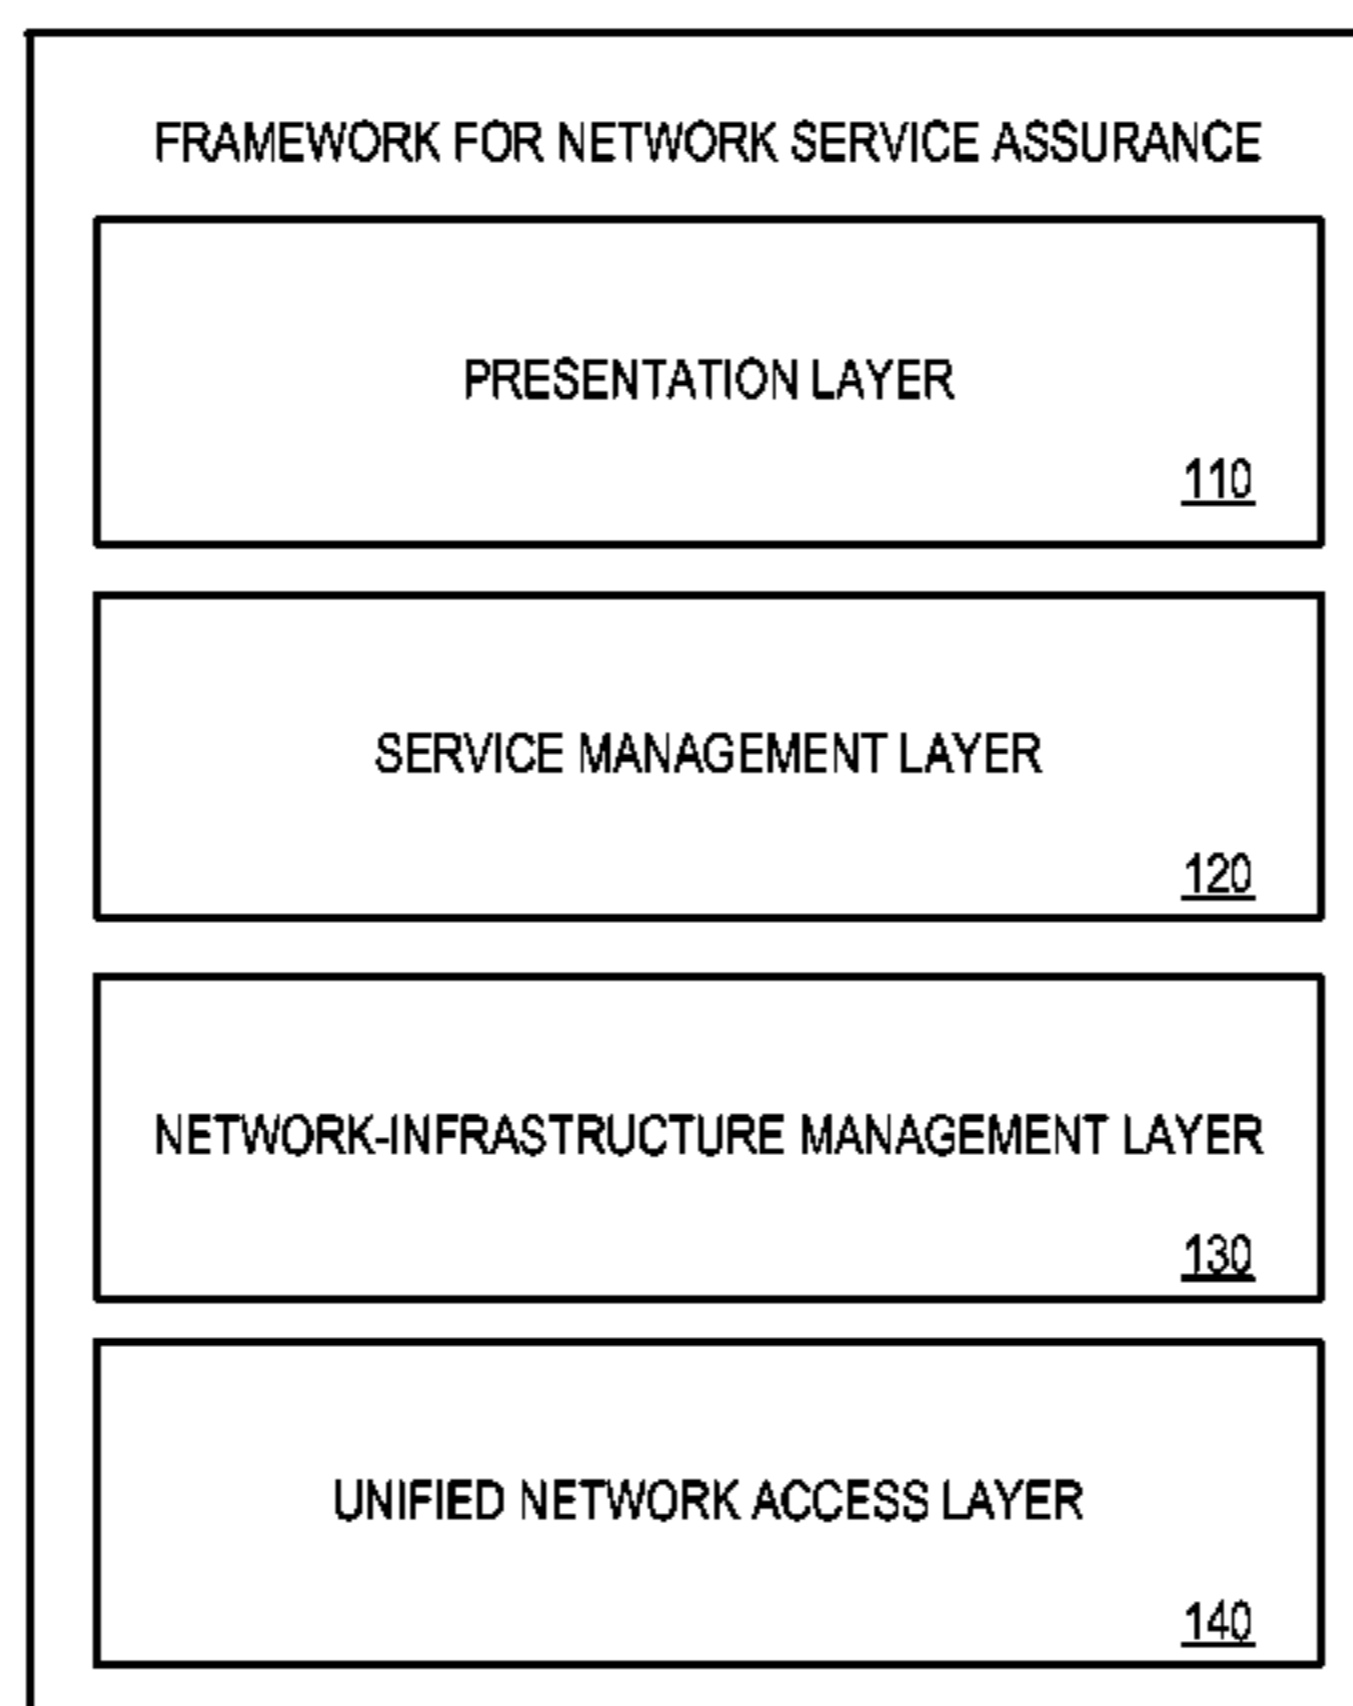 FRAMEWORK FOR NETWORK SERVICE ASSURANCE
PRESENTATION LAYER
110
SERVICE MANAGEMENT LAYER
120
NETWORK-INFRASTRUCTURE MANAGEMENT LAYER
130
UNIFIED NETWORK ACCESS LAYER
140